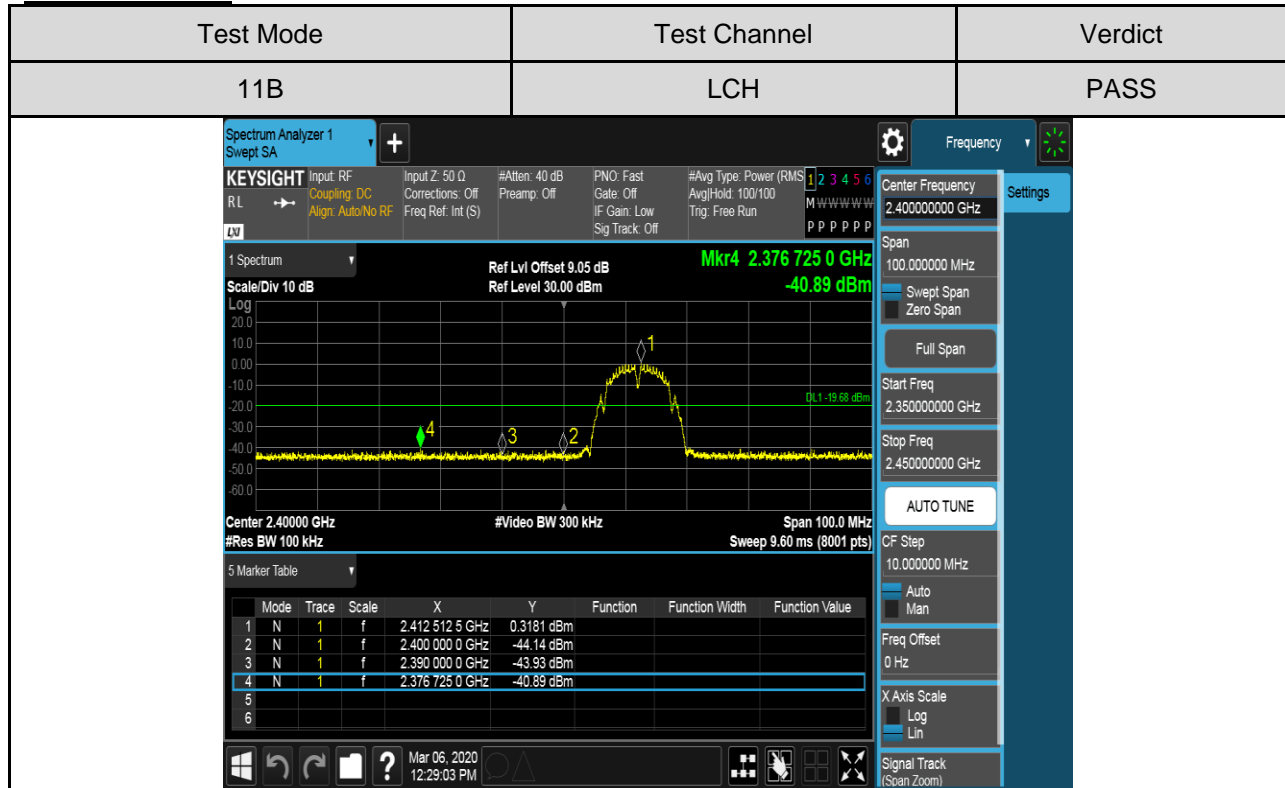 Test Mode Test Channel Verdict
11B LCH PASS
Spectrum Analyzer 1
Swept SA
+
Frequency
KEYSIGHT Input: RF Input Z: 50 Ω #Atten: 40 dB PNO: Fast #Avg Type: Power (RMS 1 2 3 4 5 6
RL Coupling: DC Corrections: Off Preamp: Off Gate: Off Avg|Hold: 100/100 M W W W W W
Align: Auto/No RF Freq Ref: Int (S) IF Gain: Low Trig: Free Run
LXI Sig Track: Off P P P P P P
1 Spectrum
Ref Lvl Offset 9.05 dB Mkr4 2.376 725 0 GHz
Scale/Div 10 dB Ref Level 30.00 dBm -40.89 dBm
Log
20.0
10.0
0.00
-10.0
-20.0
-30.0
-40.0
-50.0
-60.0
1
DL1 -19.68 dBm
4 3 2
Center 2.40000 GHz #Video BW 300 kHz Span 100.0 MHz
#Res BW 100 kHz Sweep 9.60 ms (8001 pts)
5 Marker Table
Mode Trace Scale X Y Function Function Width Function Value
1 N 1 f 2.412 512 5 GHz 0.3181 dBm
2 N 1 f 2.400 000 0 GHz -44.14 dBm
3 N 1 f 2.390 000 0 GHz -43.93 dBm
4 N 1 f 2.376 725 0 GHz -40.89 dBm
5
6
?
Mar 06, 2020
12:29:03 PM
Center Frequency
2.400000000 GHz
Settings
Span
100.000000 MHz
Swept Span
Zero Span
Full Span
Start Freq
2.350000000 GHz
Stop Freq
2.450000000 GHz
AUTO TUNE
CF Step
10.000000 MHz
Auto
Man
Freq Offset
0 Hz
X Axis Scale
Log
Lin
Signal Track
(Span Zoom)